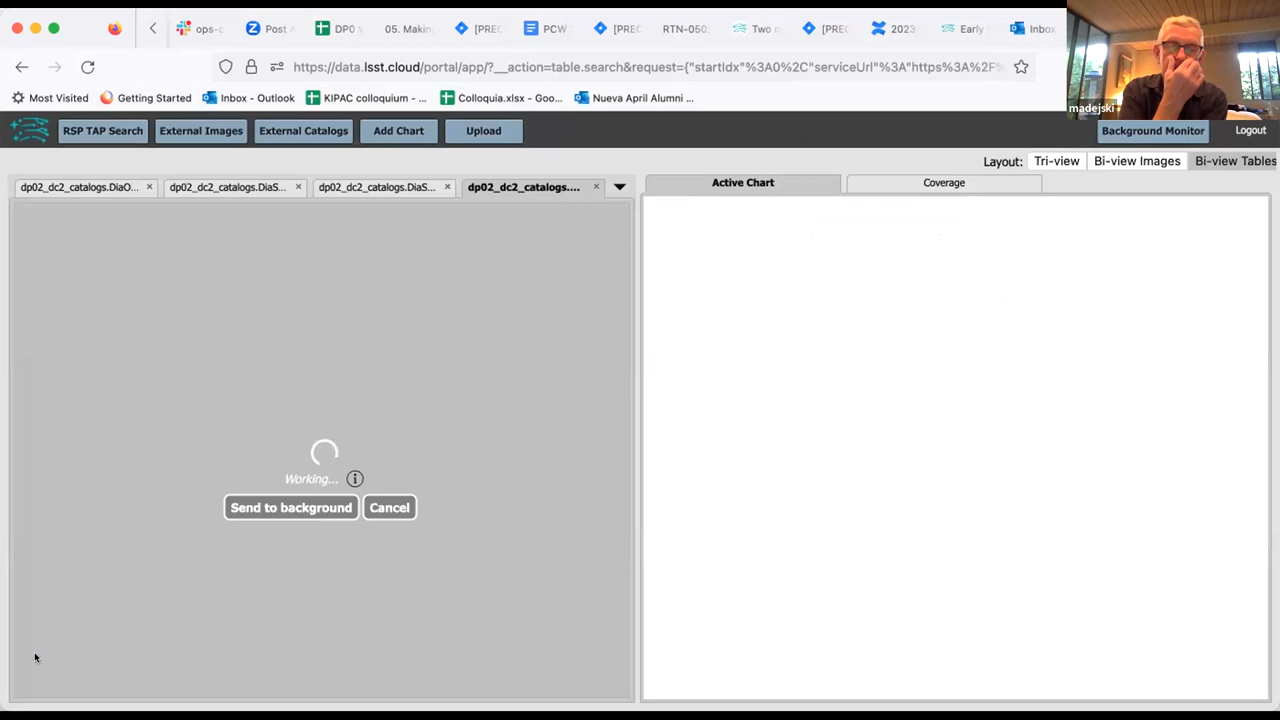 ops-
Post A
DP0 V
05. Makin
[PREC
PCW
[PREC
RTN-050
Two n
[PREC
2023-
Early
Inbox
https://data.lsst.cloud/portal/app/?__action=table.search&request={"startIdx"%3A0%2C"serviceUrl"%3A"https%3A%2F%
Most Visited
Getting Started
Inbox - Outlook
KIPAC colloquium - ...
Colloquia.xlsx - Goo...
Nueva April Alumni ...
madejski
RSP TAP Search
External Images
External Catalogs
Add Chart
Upload
Background Monitor
Logout
Layout:
Tri-view
Bi-view Images
Bi-view Tables
dp02_dc2_catalogs.DiaO...
dp02_dc2_catalogs.DiaS...
dp02_dc2_catalogs.DiaS...
dp02_dc2_catalogs....
Active Chart
Coverage
Working...
Send to background
Cancel